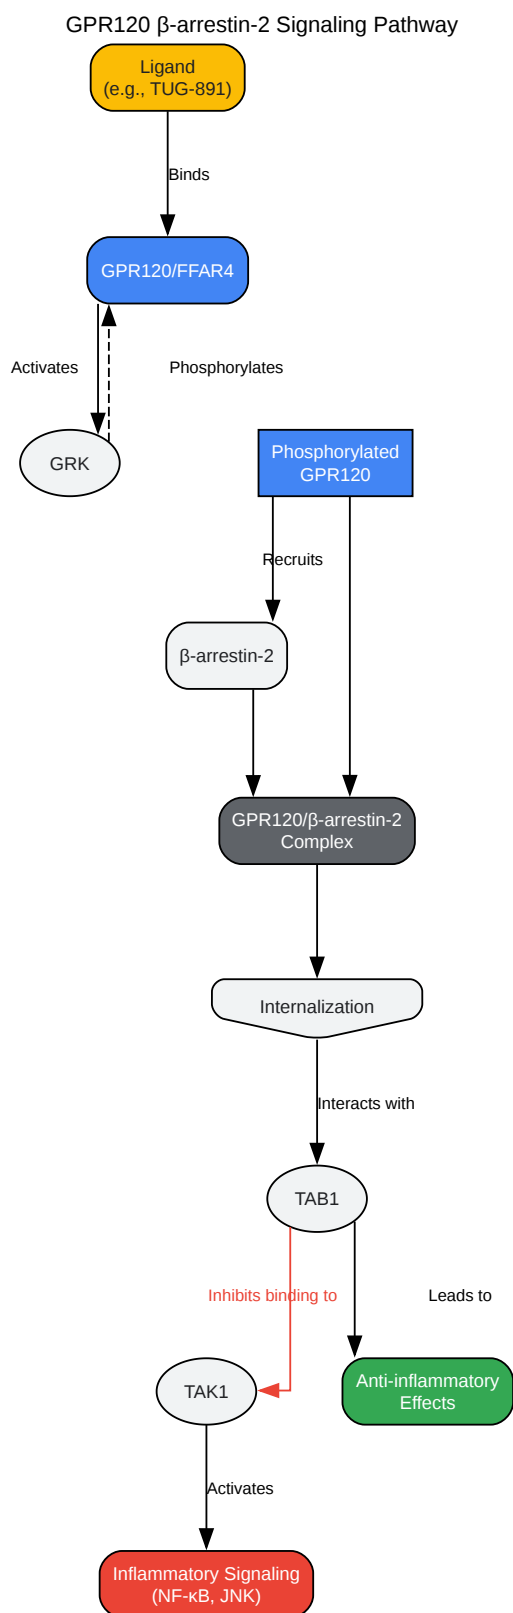 GPR120 β-arrestin-2 Signaling Pathway
Ligand
(e.g., TUG-891)
Binds
GPR120/FFAR4
Activates
Phosphorylates
GRK
Phosphorylated
GPR120
Recruits
β-arrestin-2
GPR120/β-arrestin-2
Complex
Internalization
Interacts with
TAB1
Inhibits binding to
Leads to
TAK1
Anti-inflammatory
Effects
Activates
Inflammatory Signaling
(NF-κB, JNK)